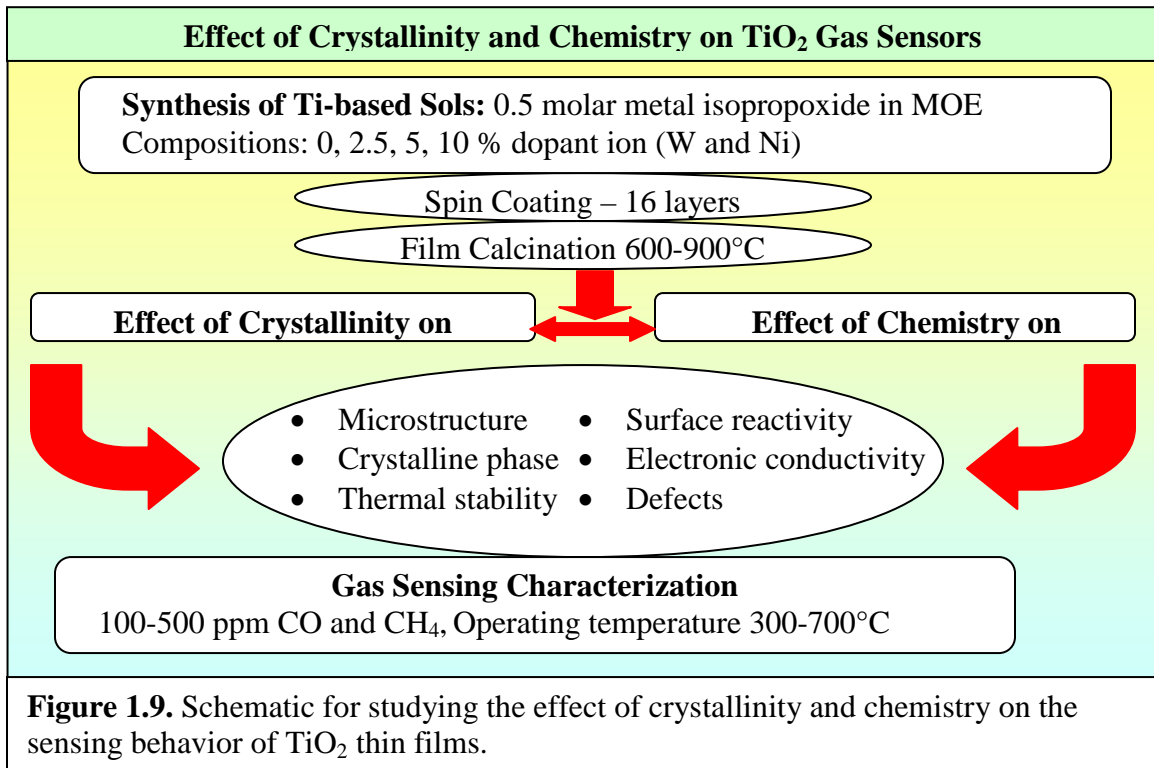 Effect of Crystallinity and Chemistry on TiO₂ Gas Sensors
Synthesis of Ti-based Sols: 0.5 molar metal isopropoxide in MOE
Compositions: 0, 2.5, 5, 10 % dopant ion (W and Ni)
Spin Coating – 16 layers
Film Calcination 600-900°C
Effect of Crystallinity on
Effect of Chemistry on
• Microstructure
• Crystalline phase
• Thermal stability
• Surface reactivity
• Electronic conductivity
• Defects
Gas Sensing Characterization
100-500 ppm CO and CH₄, Operating temperature 300-700°C
Figure 1.9. Schematic for studying the effect of crystallinity and chemistry on the
sensing behavior of TiO₂ thin films.